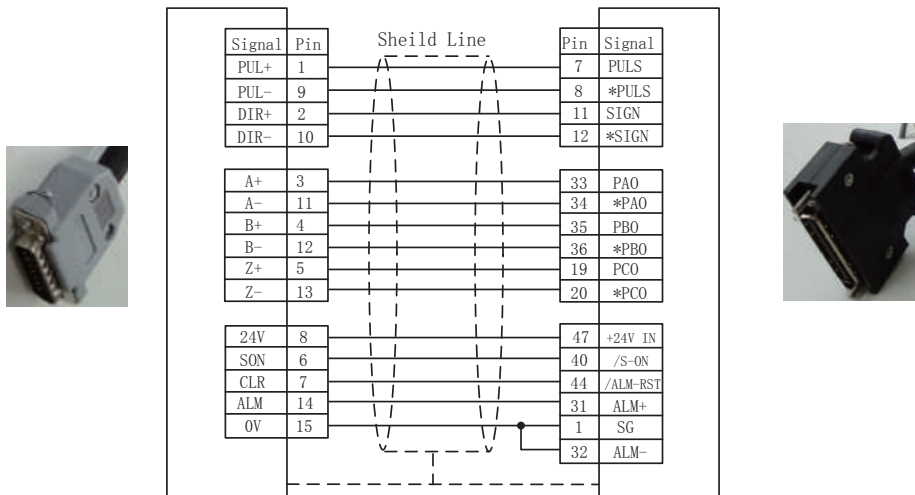 Sheild Line
Signal Pin
PUL+ 1
PUL- 9
DIR+ 2
DIR- 10
A+ 3
A- 11
B+ 4
B- 12
Z+ 5
Z- 13
24V 8
SON 6
CLR 7
ALM 14
0V 15
Pin Signal
7 PULS
8 *PULS
11 SIGN
12 *SIGN
33 PAO
34 *PAO
35 PBO
36 *PBO
19 PCO
20 *PCO
47 +24V IN
40 /S-ON
44 /ALM-RST
31 ALM+
1 SG
32 ALM-